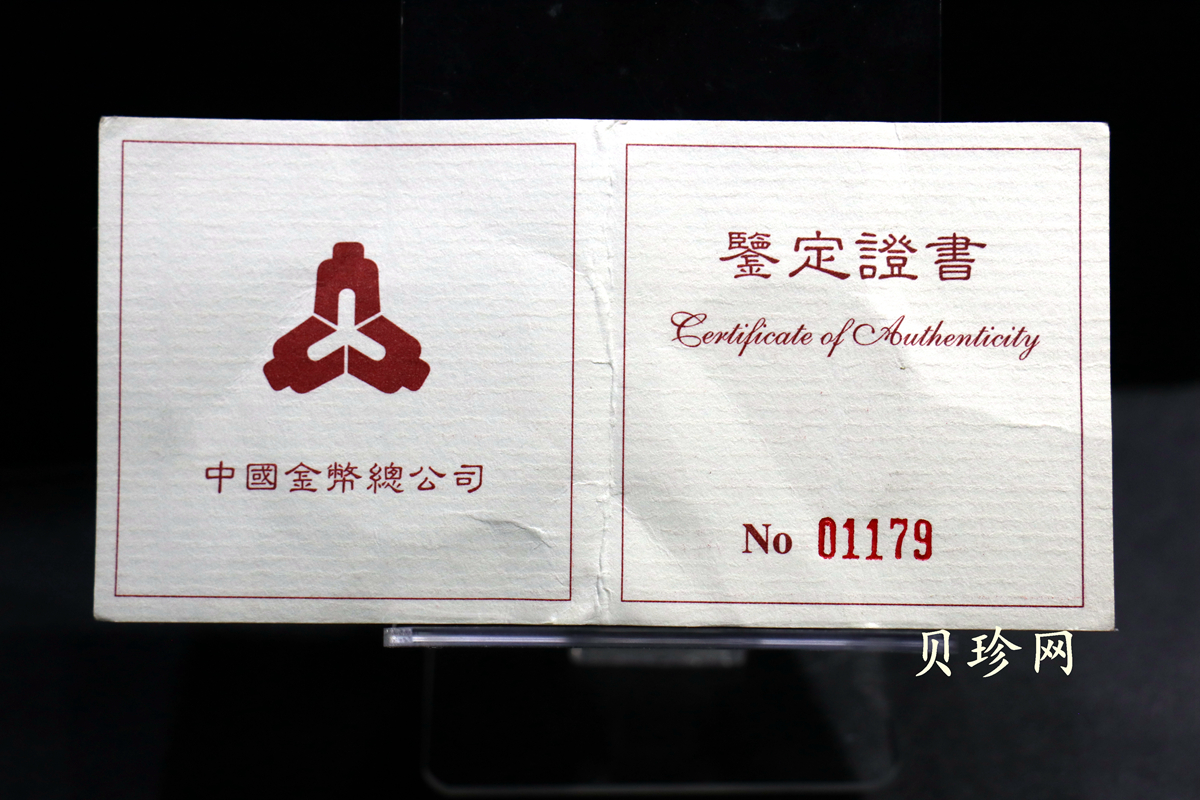 中國金幣總公司
鑒定證書
Certificate of Authenticity
No 01179
贝珍网